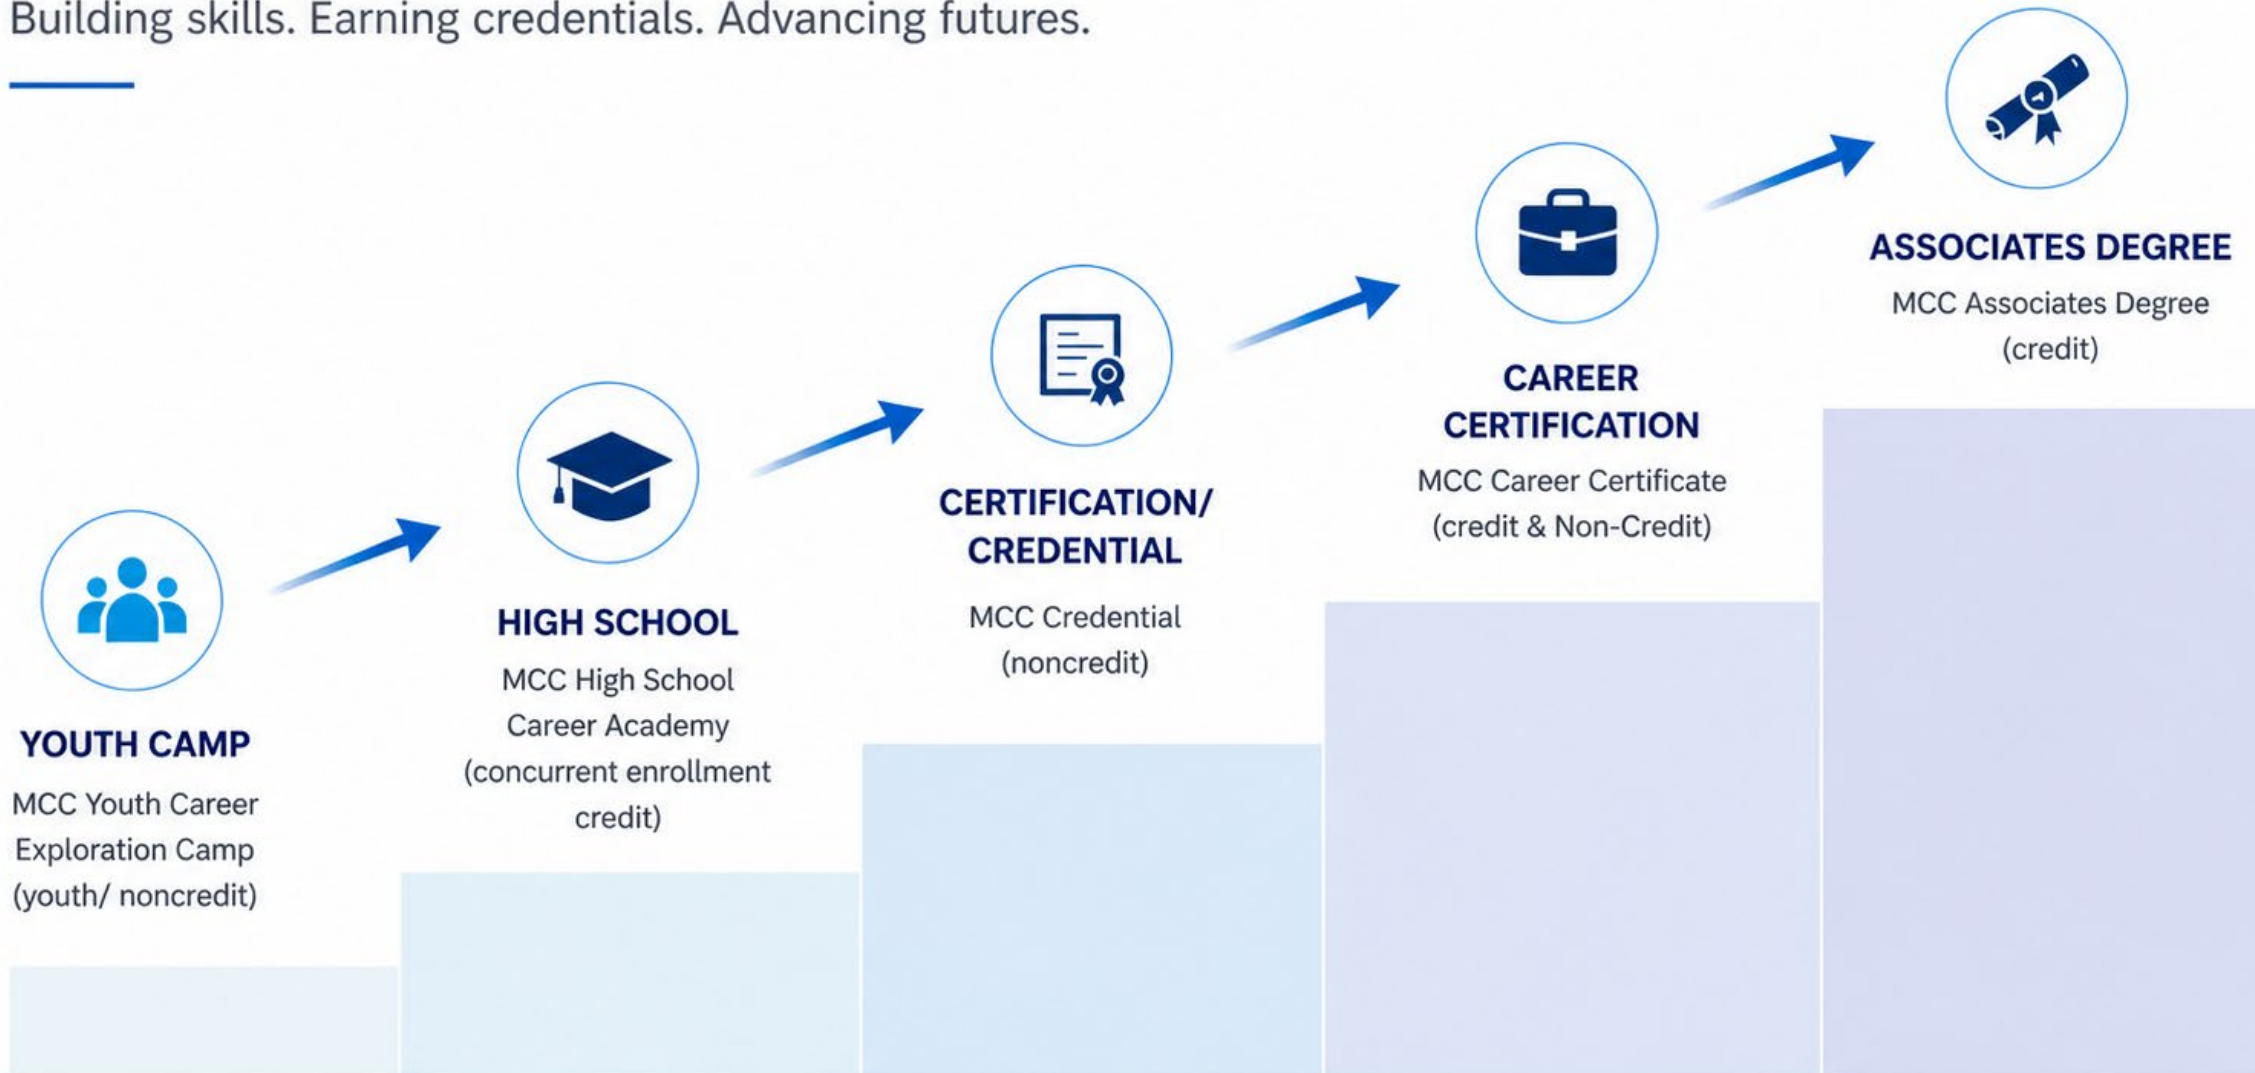 Building skills. Earning credentials. Advancing futures.
YOUTH CAMP
MCC Youth Career
Exploration Camp
(youth/ noncredit)
HIGH SCHOOL
MCC High School
Career Academy
(concurrent enrollment
credit)
CERTIFICATION/
CREDENTIAL
MCC Credential
(noncredit)
CAREER
CERTIFICATION
MCC Career Certificate
(credit & Non-Credit)
ASSOCIATES DEGREE
MCC Associates Degree
(credit)